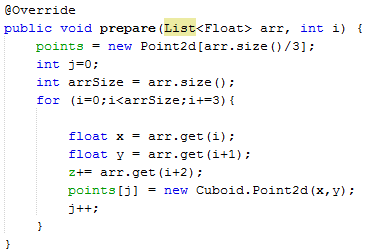 @Override
public void prepare(List<Float> arr, int i) {
points = new Point2d[arr.size()/3];
int j=0;
int arrSize = arr.size();
for (i=0;i<arrSize;i+=3){
float x = arr.get(i);
float y = arr.get(i+1);
z+= arr.get(i+2);
points[j] = new Cuboid.Point2d(x,y);
j++;
}
}